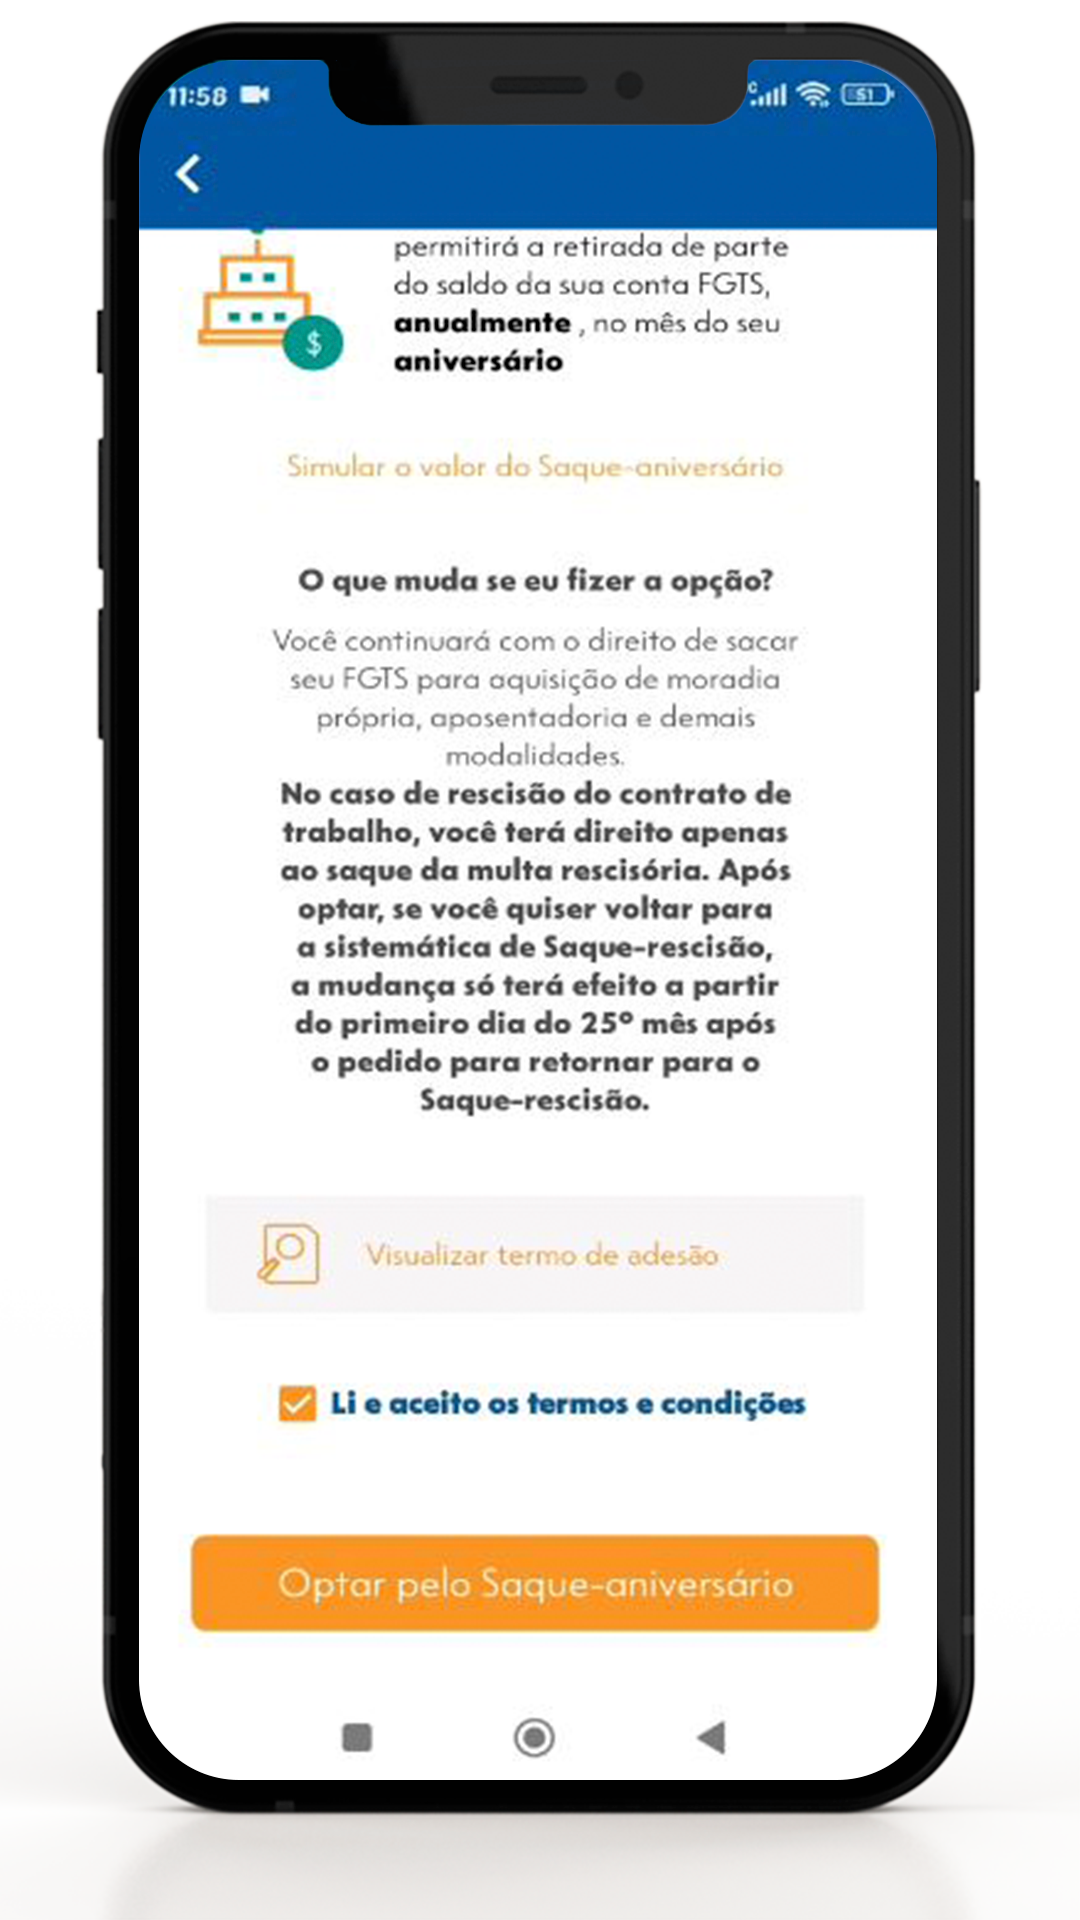 11:58
51
permitirá a retirada de parte
do saldo da sua conta FGTS,
anualmente , no mês do seu
aniversário
$
Simular o valor do Saque-aniversário
O que muda se eu fizer a opção?
Você continuará com o direito de sacar
seu FGTS para aquisição de moradia
própria, aposentadoria e demais
modalidades.
No caso de rescisão do contrato de
trabalho, você terá direito apenas
ao saque da multa rescisória. Após
optar, se você quiser voltar para
a sistemática de Saque-rescisão,
a mudança só terá efeito a partir
do primeiro dia do 25º mês após
o pedido para retornar para o
Saque-rescisão.
Visualizar termo de adesão
Li e aceito os termos e condições
Optar pelo Saque-aniversário